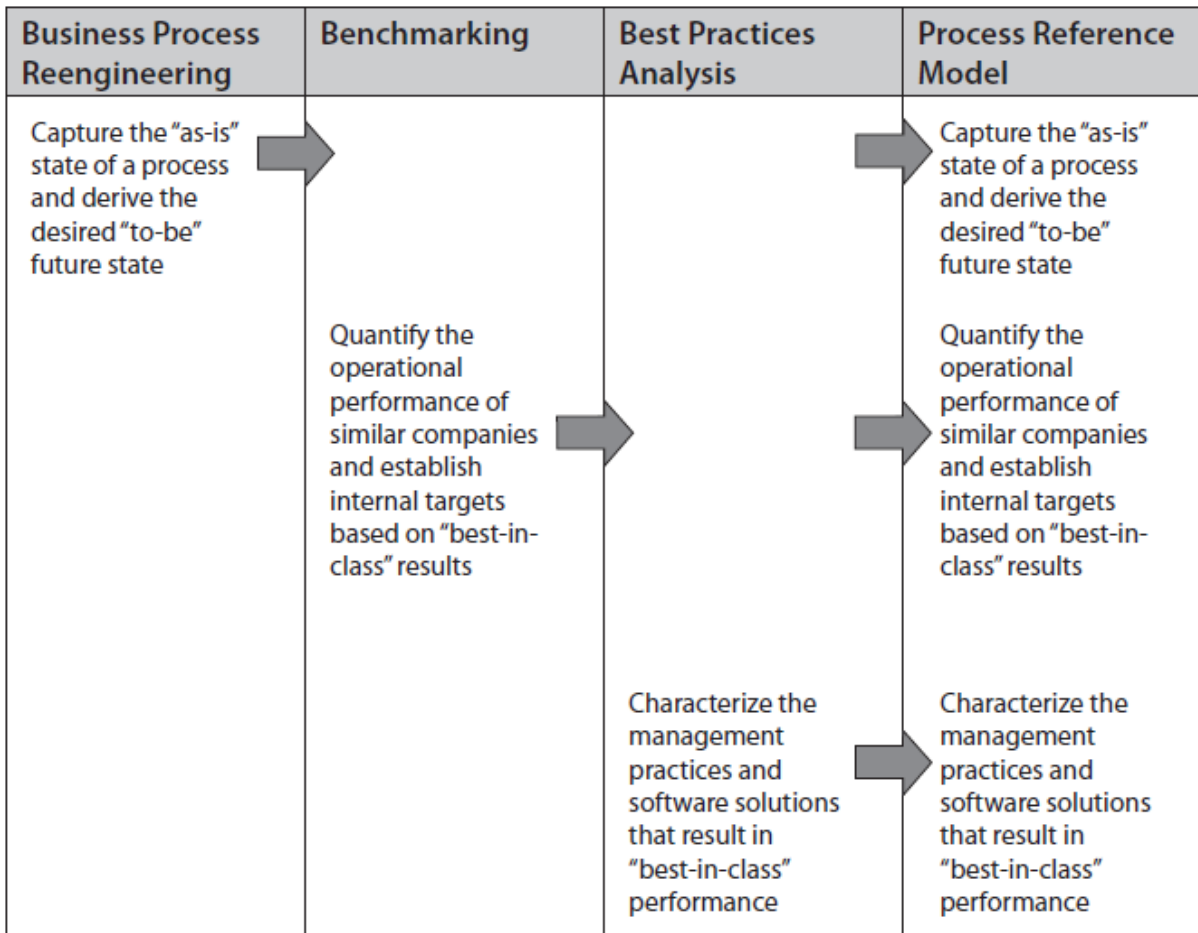 Business Process
Reengineering
Benchmarking
Best Practices
Analysis
Process Reference
Model
Capture the “as-is”
state of a process
and derive the
desired “to-be”
future state
Capture the “as-is”
state of a process
and derive the
desired “to-be”
future state
Quantify the
operational
performance of
similar companies
and establish
internal targets
based on “best-in-
class” results
Quantify the
operational
performance of
similar companies
and establish
internal targets
based on “best-in-
class” results
Characterize the
management
practices and
software solutions
that result in
“best-in-class”
performance
Characterize the
management
practices and
software solutions
that result in
“best-in-class”
performance